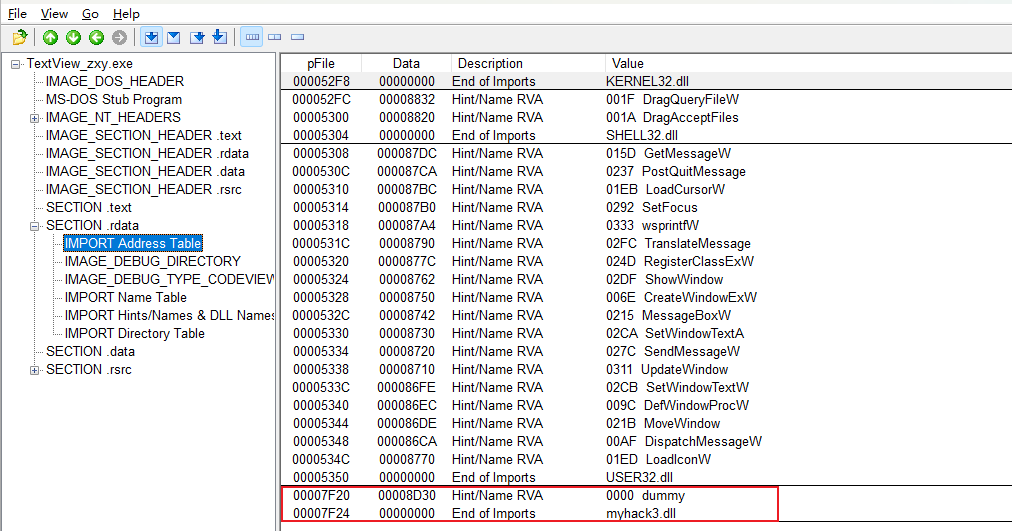 File View Go Help
TextView_zxy.exe
IMAGE_DOS_HEADER
MS-DOS Stub Program
IMAGE_NT_HEADERS
IMAGE_SECTION_HEADER .text
IMAGE_SECTION_HEADER .rdata
IMAGE_SECTION_HEADER .data
IMAGE_SECTION_HEADER .rsrc
SECTION .text
SECTION .rdata
IMPORT Address Table
IMAGE_DEBUG_DIRECTORY
IMAGE_DEBUG_TYPE_CODEVIEW
IMPORT Name Table
IMPORT Hints/Names & DLL Names
IMPORT Directory Table
SECTION .data
SECTION .rsrc
pFile Data Description Value
000052F8 00000000 End of Imports KERNEL32.dll
000052FC 00008832 Hint/Name RVA 001F DragQueryFileW
00005300 00008820 Hint/Name RVA 001A DragAcceptFiles
00005304 00000000 End of Imports SHELL32.dll
00005308 000087DC Hint/Name RVA 015D GetMessageW
0000530C 000087CA Hint/Name RVA 0237 PostQuitMessage
00005310 000087BC Hint/Name RVA 01EB LoadCursorW
00005314 000087B0 Hint/Name RVA 0292 SetFocus
00005318 000087A4 Hint/Name RVA 0333 wsprintfW
0000531C 00008790 Hint/Name RVA 02FC TranslateMessage
00005320 0000877C Hint/Name RVA 024D RegisterClassExW
00005324 00008762 Hint/Name RVA 02DF ShowWindow
00005328 00008750 Hint/Name RVA 006E CreateWindowExW
0000532C 00008742 Hint/Name RVA 0215 MessageBoxW
00005330 00008730 Hint/Name RVA 02CA SetWindowTextA
00005334 00008720 Hint/Name RVA 027C SendMessageW
00005338 00008710 Hint/Name RVA 0311 UpdateWindow
0000533C 000086FE Hint/Name RVA 02CB SetWindowTextW
00005340 000086EC Hint/Name RVA 009C DefWindowProcW
00005344 000086DE Hint/Name RVA 021B MoveWindow
00005348 000086CA Hint/Name RVA 00AF DispatchMessageW
0000534C 00008770 Hint/Name RVA 01ED LoadIconW
00005350 00000000 End of Imports USER32.dll
00007F20 00008D30 Hint/Name RVA 0000 dummy
00007F24 00000000 End of Imports myhack3.dll